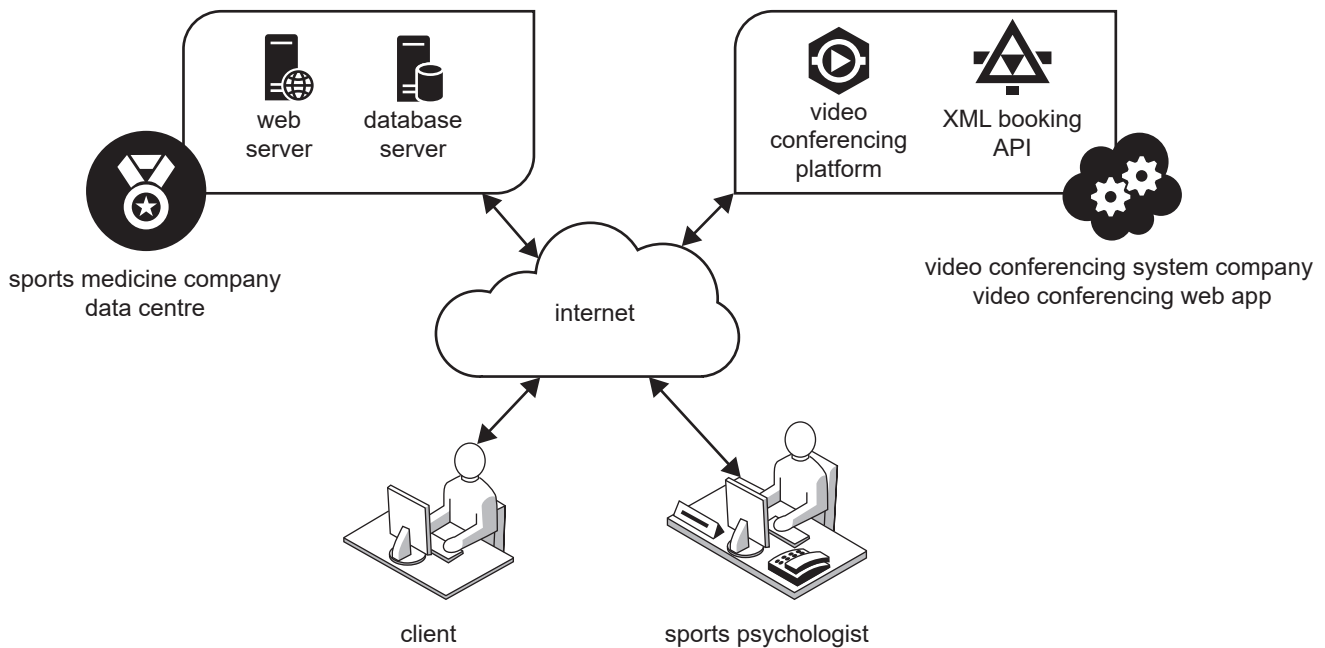 web
server
database
server
video
conferencing
platform
XML booking
API
sports medicine company
data centre
video conferencing system company
video conferencing web app
internet
client
sports psychologist